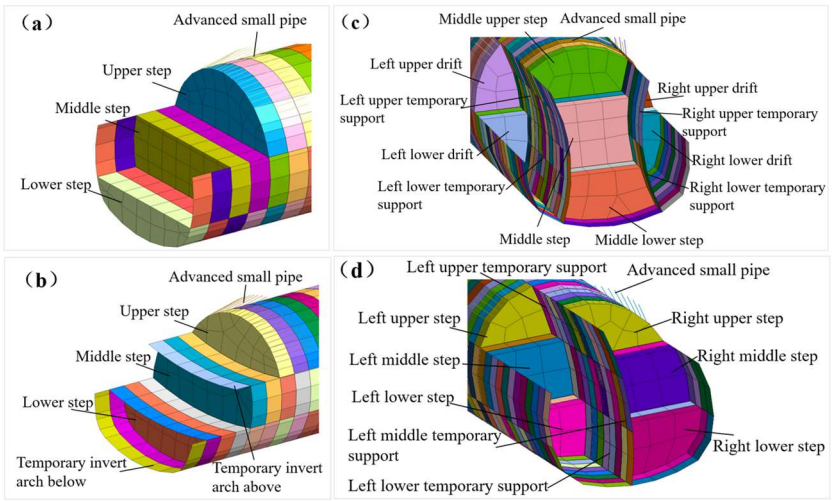 (a)
Advanced small pipe
Upper step
Middle step
Lower step
(c)
Middle upper step
Advanced small pipe
Left upper drift
Left upper temporary
support
Left lower drift
Left lower temporary
support
Middle step
Middle lower step
Right upper drift
Right upper temporary
support
Right lower drift
Right lower temporary
support
(b)
Advanced small pipe
Upper step
Middle step
Lower step
Temporary invert
arch below
Temporary invert
arch above
(d)
Left upper temporary support
Advanced small pipe
Left upper step
Left middle step
Left lower step
Left middle temporary
support
Left lower temporary support
Right upper step
Right middle step
Right lower step